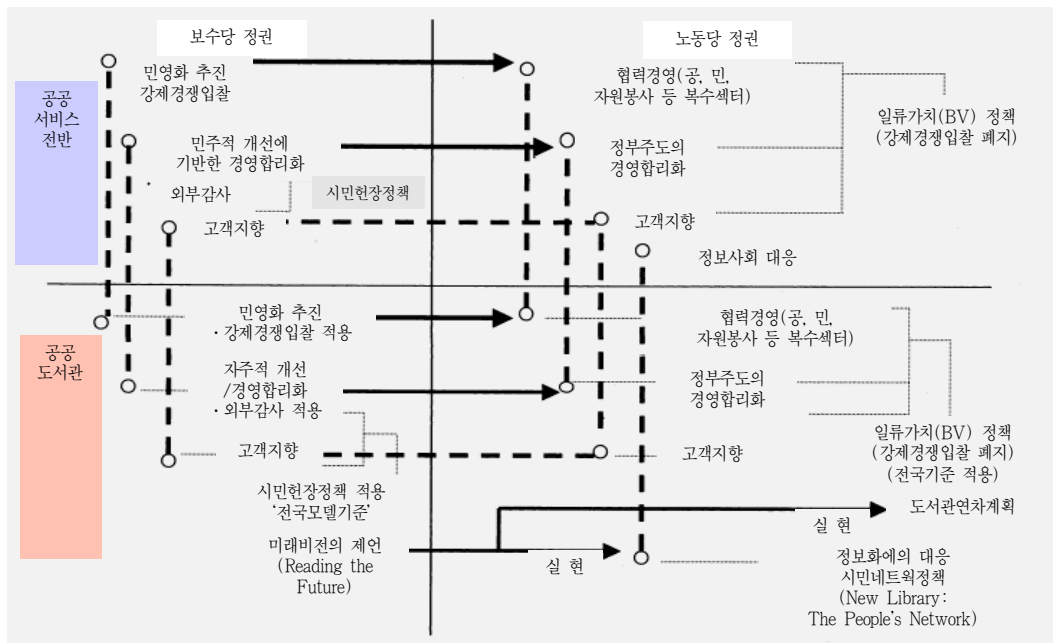 보수당 정권
노동당 정권
공공
서비스
전반
민영화 추진
강제경쟁입찰
협력경영(공, 민,
자원봉사 등 복수섹터)
일류가치(BV) 정책
(강제경쟁입찰 폐지)
민주적 개선에
기반한 경영합리화
정부주도의
경영합리화
외부감사
시민헌장정책
고객지향
고객지향
정보사회 대응
공공
도서관
민영화 추진
·강제경쟁입찰 적용
협력경영(공, 민,
자원봉사 등 복수섹터)
자주적 개선
/경영합리화
·외부감사 적용
정부주도의
경영합리화
일류가치(BV) 정책
(강제경쟁입찰 폐지)
(전국기준 적용)
고객지향
고객지향
시민헌장정책 적용
‘전국모델기준’
도서관연차계획
실 현
미래비전의 제언
(Reading the
Future)
실 현
정보화에의 대응
시민네트웍정책
(New Library:
The People's Network)